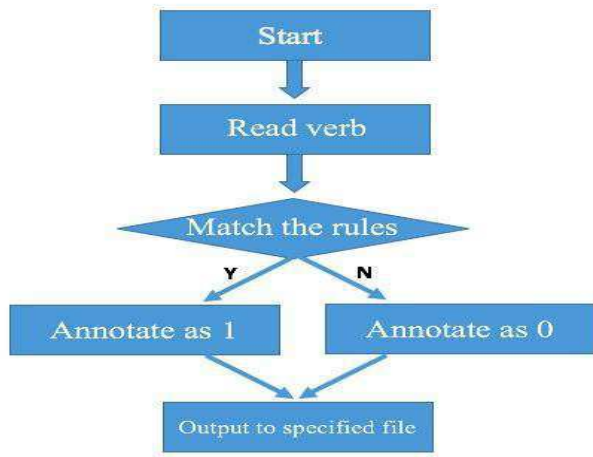 Start
Read verb
Match the rules
Y
N
Annotate as 1
Annotate as 0
Output to specified file